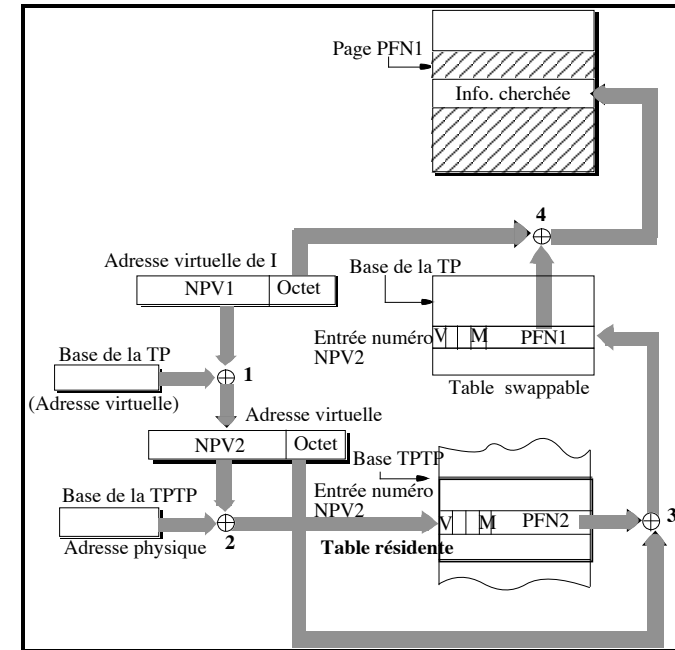 Page PFN1
Info. cherchée
4
Adresse virtuelle de I
Base de la TP
NPV1 Octet
Entrée numéro
NPV2
V M PFN1
Base de la TP
1
(Adresse virtuelle)
Table swappable
Adresse virtuelle
NPV2 Octet
Base TPTP
Base de la TPTP
Entrée numéro
NPV2
V M PFN2
3
Adresse physique
2
Table résidente